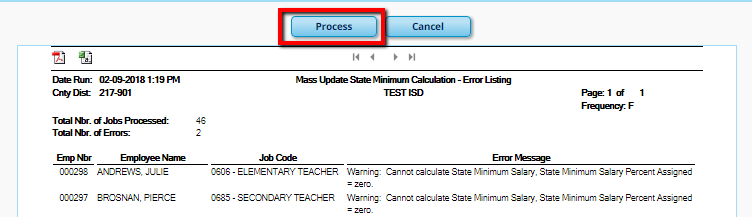 Process Cancel
Date Run: 02-09-2018 1:19 PM Mass Update State Minimum Calculation - Error Listing
Cnty Dist: 217-901 TEST ISD Page: 1 of 1
Frequency: F
Total Nbr. of Jobs Processed: 46
Total Nbr. of Errors: 2
Emp Nbr Employee Name Job Code Error Message
000298 ANDREWS, JULIE 0606 - ELEMENTARY TEACHER Warning: Cannot calculate State Minimum Salary, State Minimum Salary Percent Assigned
= zero.
000297 BROSNAN, PIERCE 0685 - SECONDARY TEACHER Warning: Cannot calculate State Minimum Salary, State Minimum Salary Percent Assigned
= zero.